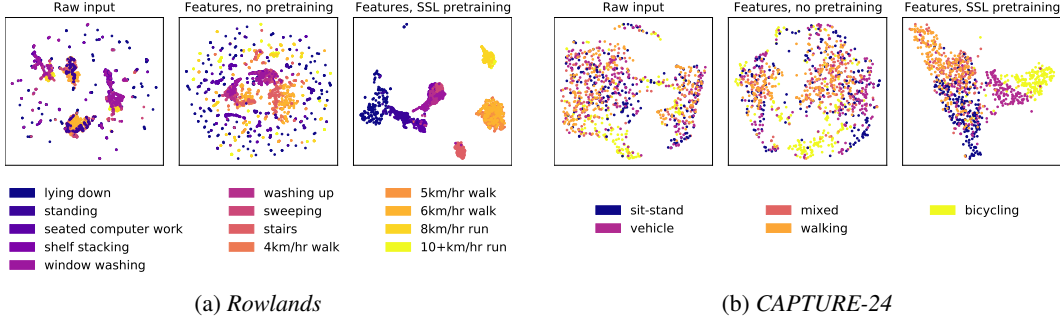 Raw input
Features, no pretraining
Features, SSL pretraining
Raw input
Features, no pretraining
Features, SSL pretraining
lying down
standing
seated computer work
shelf stacking
window washing
washing up
sweeping
stairs
4km/hr walk
5km/hr walk
6km/hr walk
8km/hr run
10+km/hr run
sit-stand
vehicle
mixed
walking
bicycling
(a) Rowlands
(b) CAPTURE-24